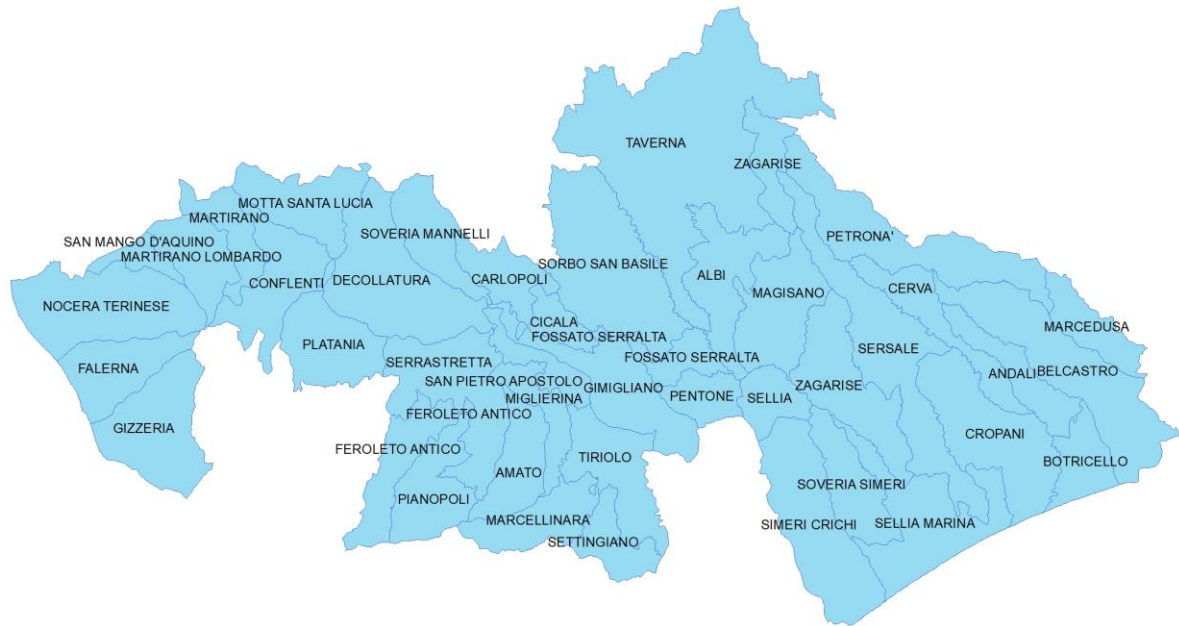 TAVERNA
ZAGARISE
MOTTA SANTA LUCIA
MARTIRANO
SOVERIA MANNELLI
PETRONA'
SAN MANGO D'AQUINO
MARTIRANO LOMBARDO
SORBO SAN BASILE
ALBI
CONFLENTI
DECOLLATURA
CARLOPOLI
MAGISANO
CERVA
NOCERA TERINESE
CICALA
MARCEDUSA
FOSSATO SERRALTA
PLATANIA
SERSALE
FOSSATO SERRALTA
SERRASTRETTA
FALERNA
ANDALI
BELCASTRO
SAN PIETRO APOSTOLO
GIMIGLIANO
ZAGARISE
MIGLIERINA
PENTONE
SELLIA
FEROLETO ANTICO
GIZZERIA
CROPANI
FEROLETO ANTICO
TIRIOLO
BOTRICELLO
AMATO
SOVERIA SIMERI
PIANOPOLI
MARCELLINARA
SIMERI CRICHI
SELLIA MARINA
SETTINGIANO